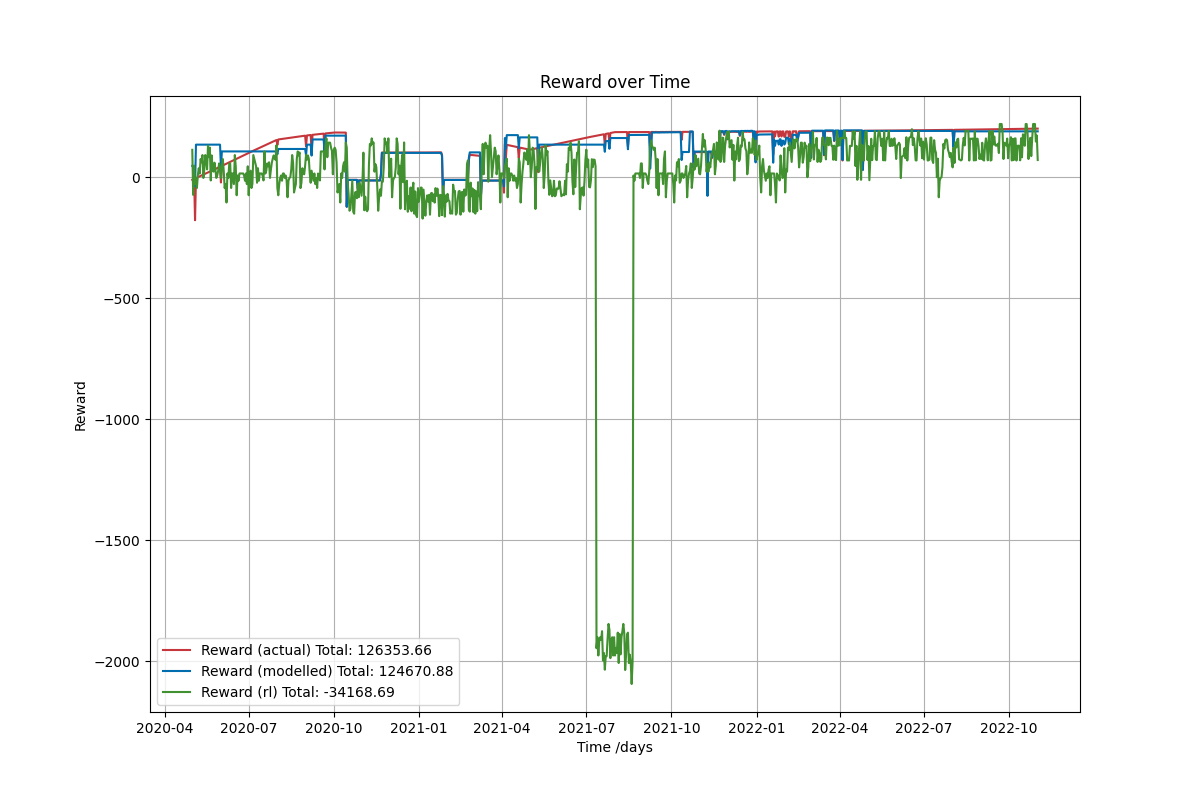 Reward over Time
Reward
0
−500
−1000
−1500
−2000
Reward (actual) Total: 126353.66
Reward (modelled) Total: 124670.88
Reward (rl) Total: -34168.69
2020-04 2020-07 2020-10 2021-01 2021-04 2021-07 2021-10 2022-01 2022-04 2022-07 2022-10
Time /days